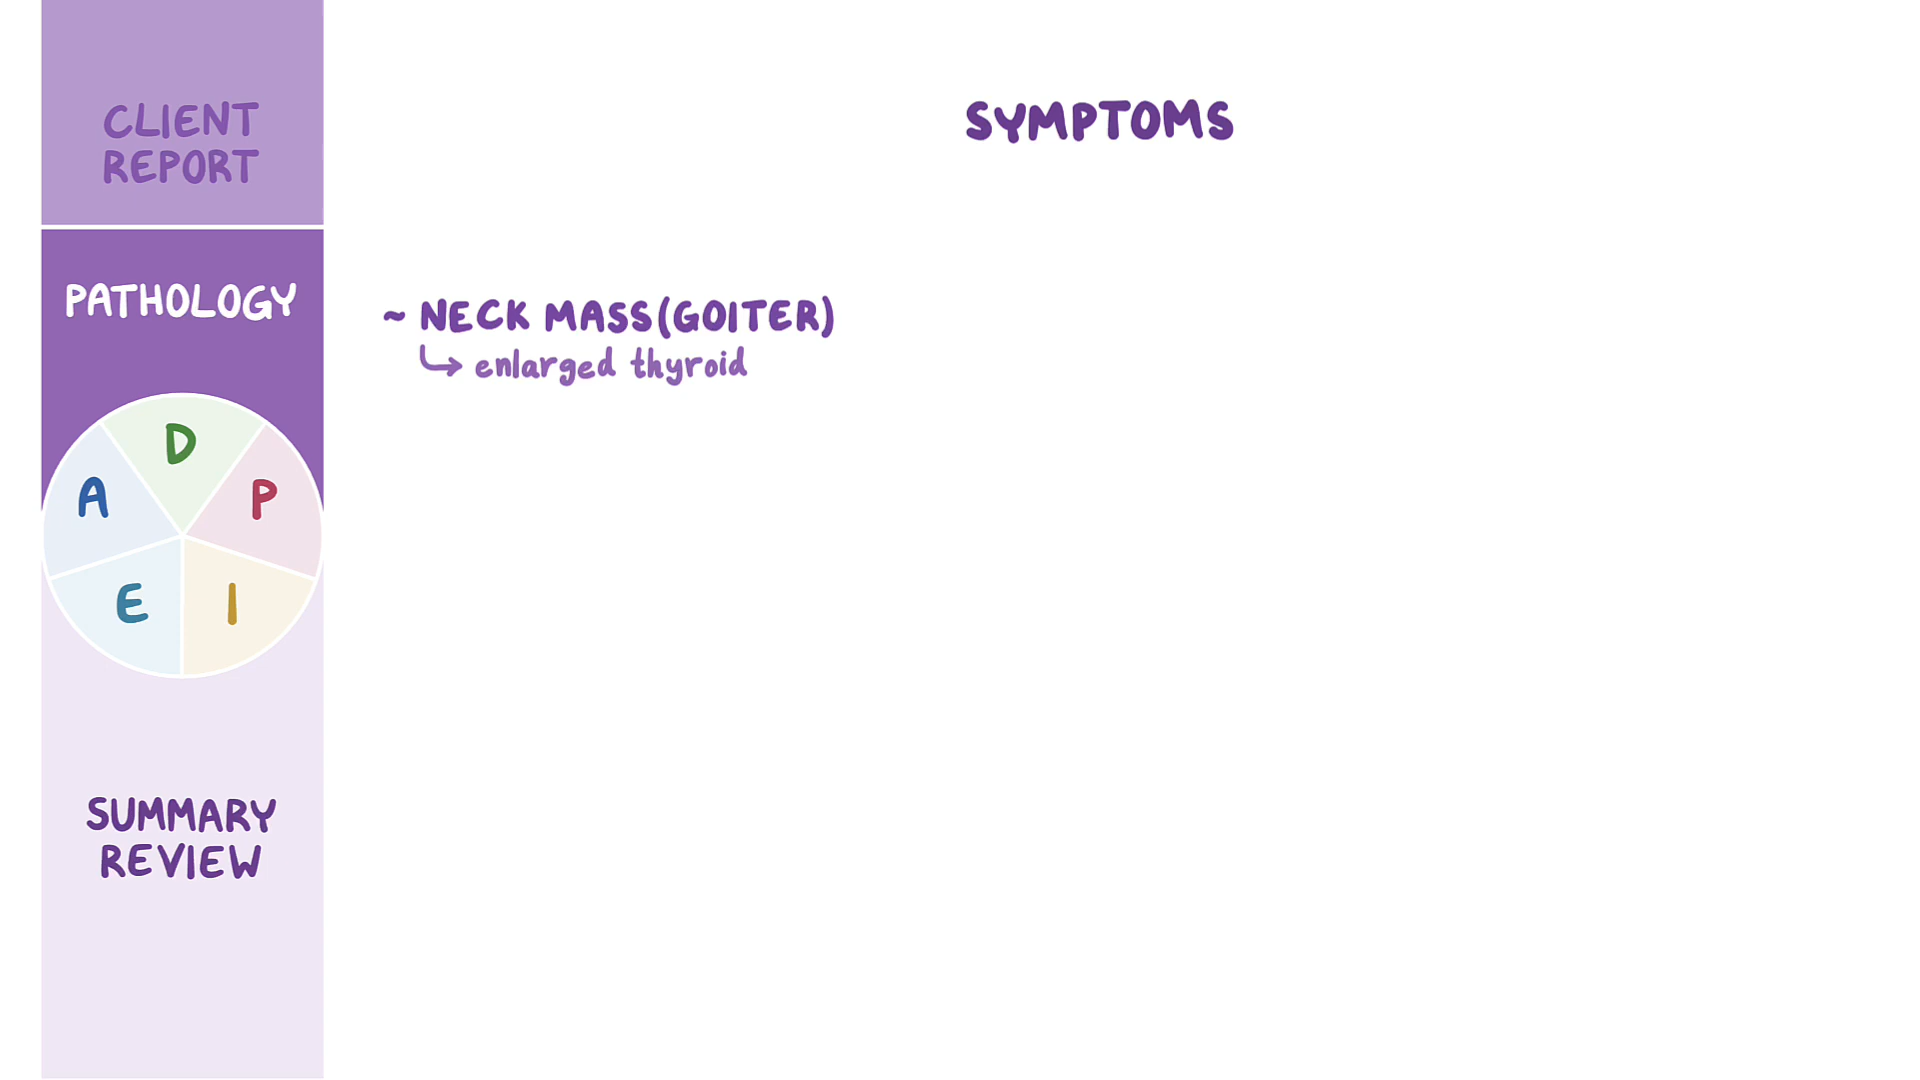 CLIENT
REPORT
PATHOLOGY
D
A
P
E
I
SUMMARY
REVIEW
SYMPTOMS
~ NECK MASS(GOITER)
↳ enlarged thyroid